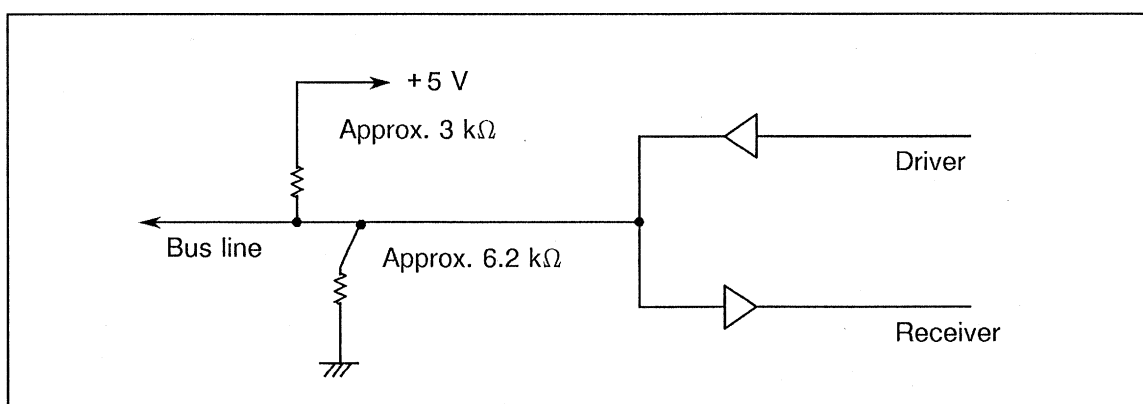 +5 V
Approx. 3 kΩ
Driver
Bus line
Approx. 6.2 kΩ
Receiver